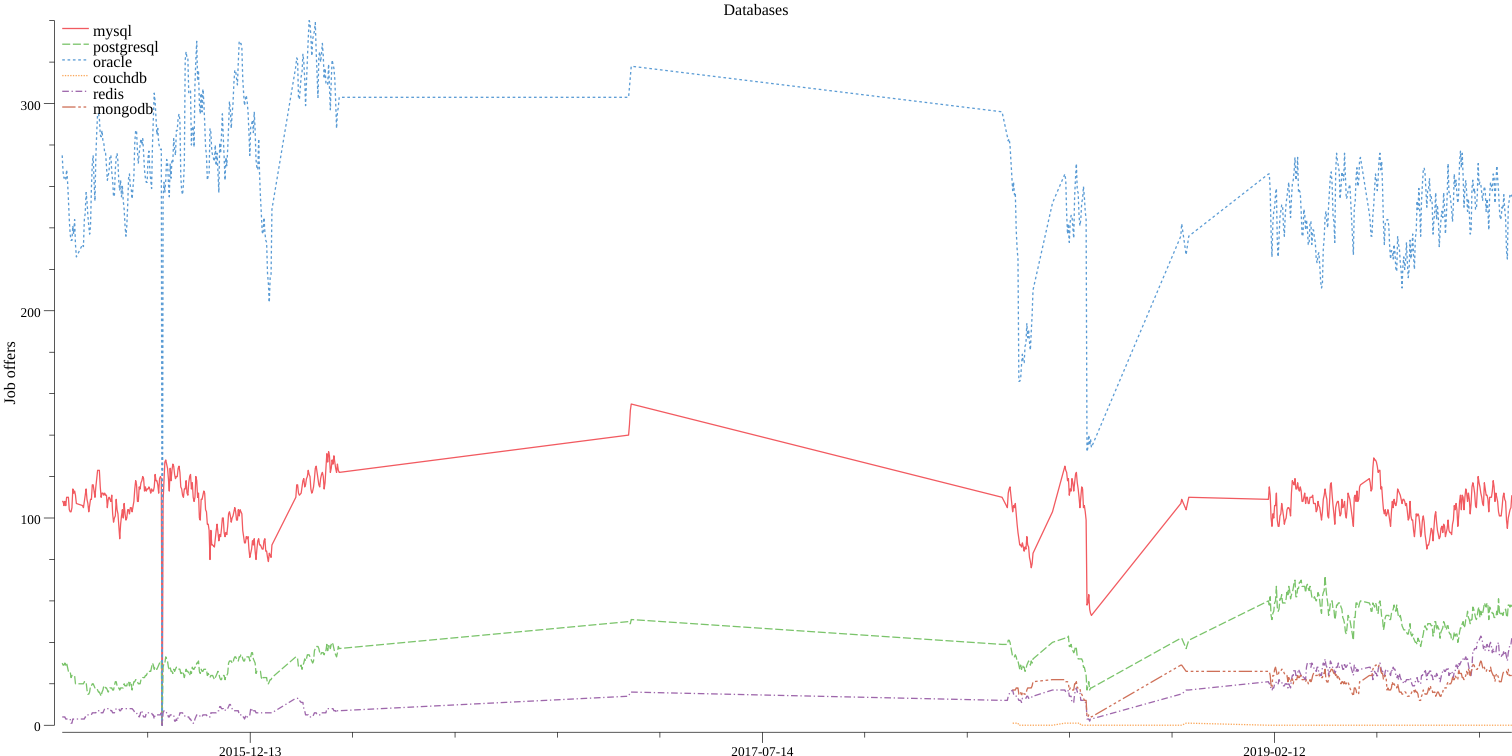 Databases
mysql
postgresql
oracle
couchdb
redis
mongodb
300
200
100
0
Job offers
2015-12-13
2017-07-14
2019-02-12